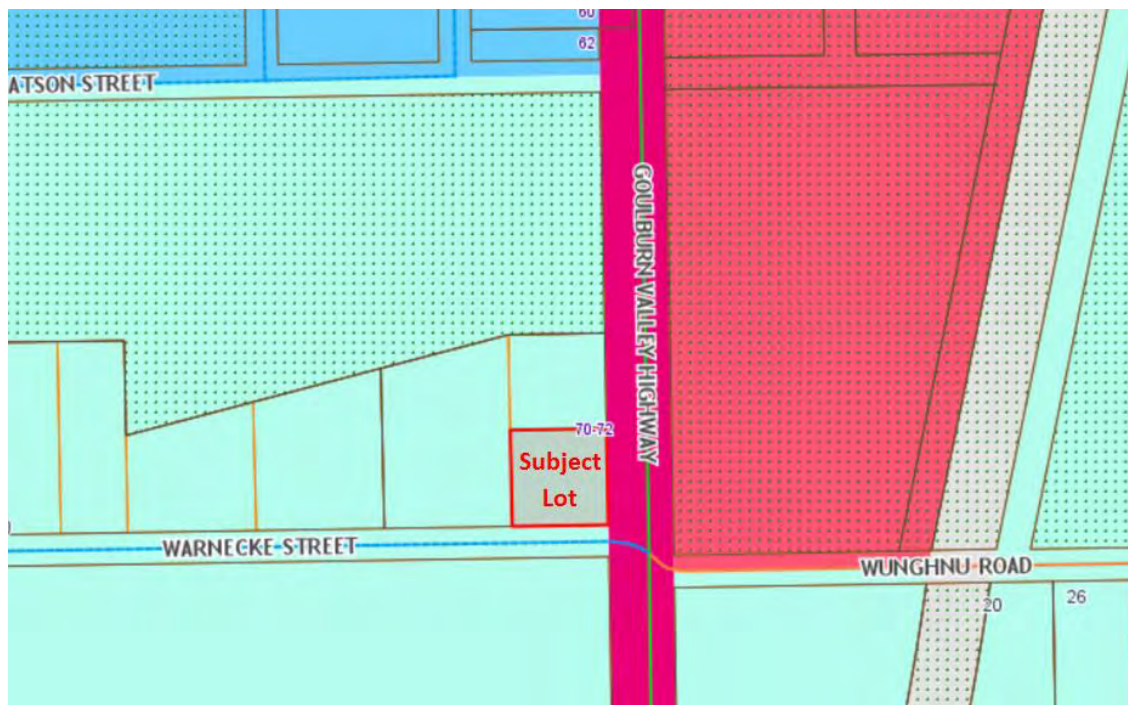 60
62
ATSON STREET
GOULBURN VALLEY HIGHWAY
70-72
Subject
Lot
WARNECKE STREET
WUNGHNU ROAD
20
26